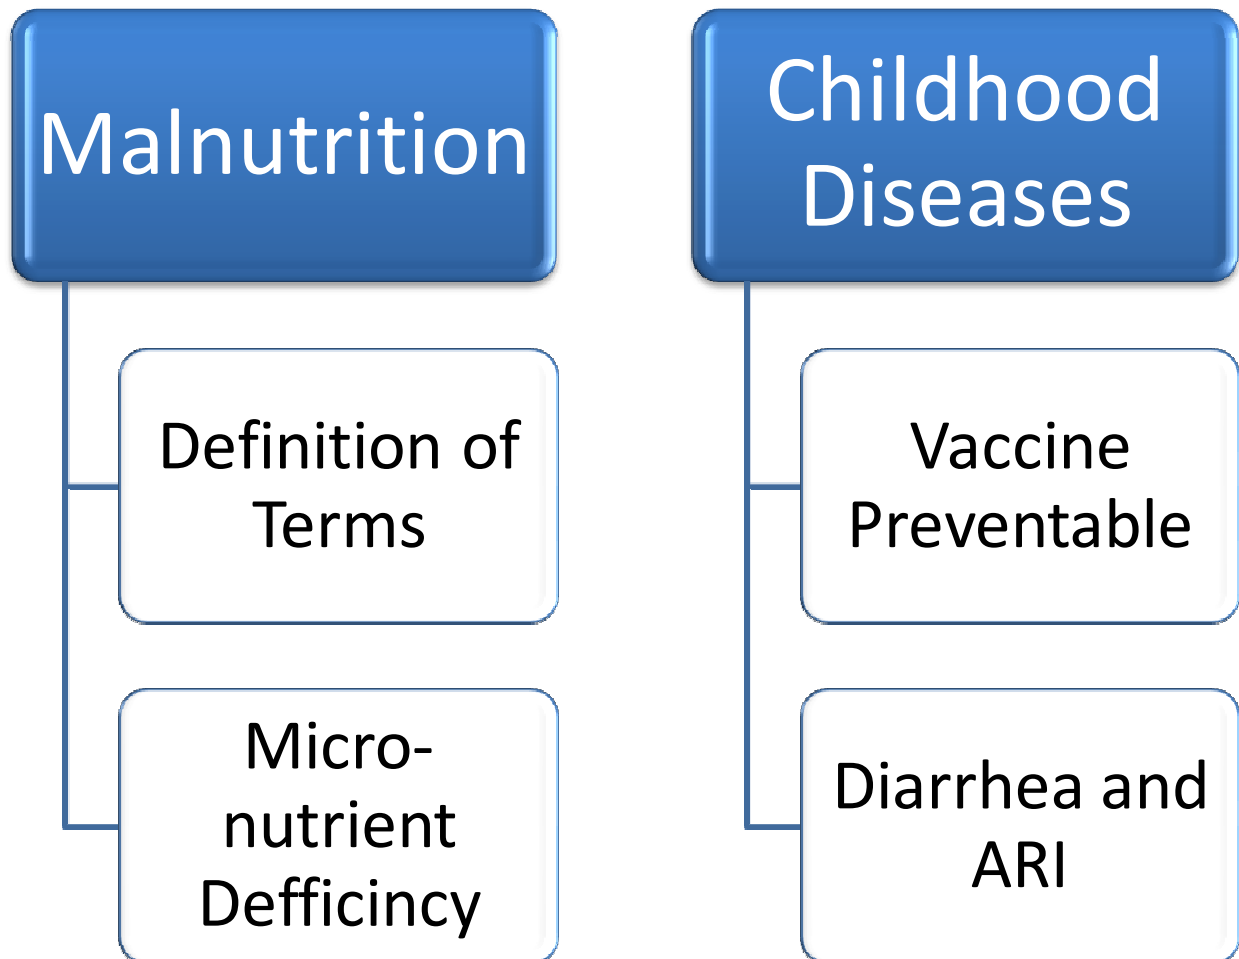 Malnutrition
Definition of
Terms
Micro-
nutrient
Defficincy
Childhood
Diseases
Vaccine
Preventable
Diarrhea and
ARI